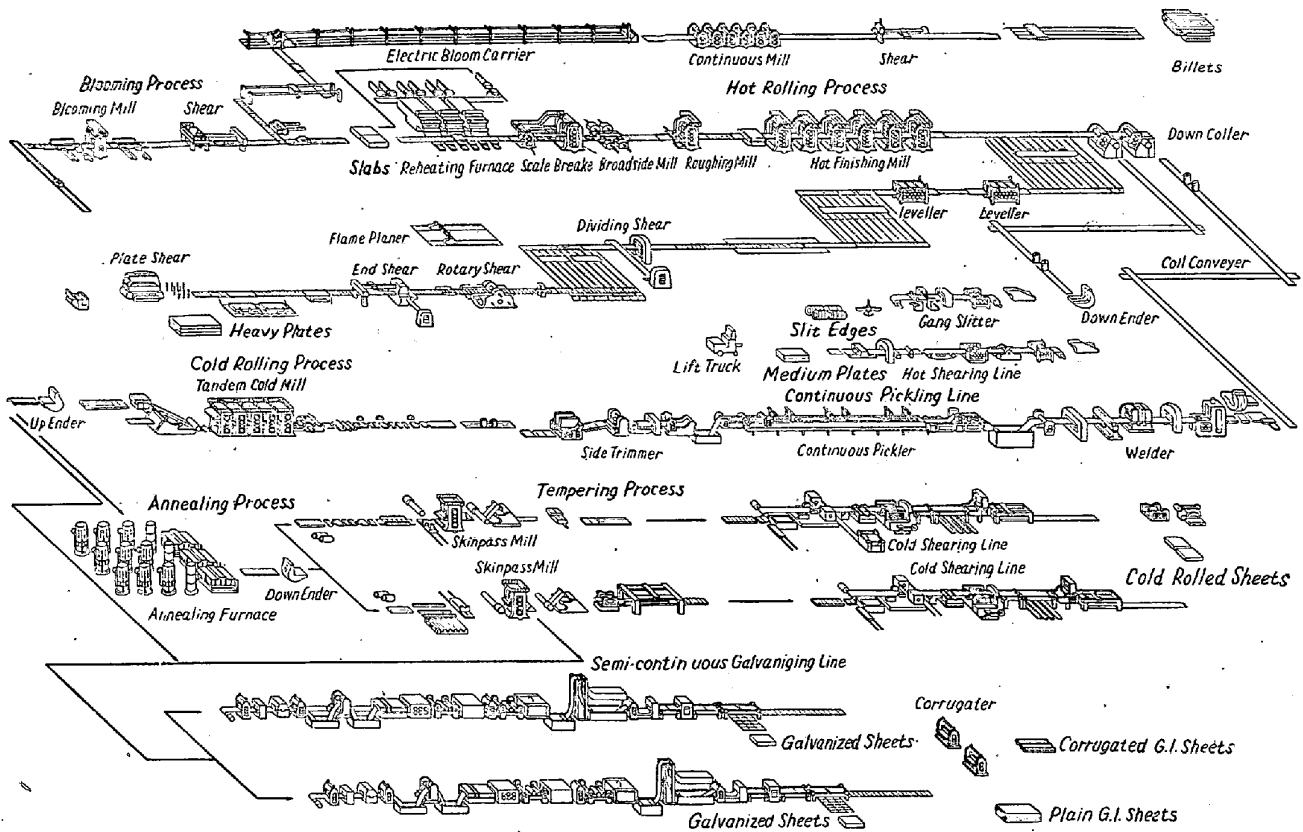 Electric Bloom Carrier
Continuous Mill
Shear
Billets
Blooming Process
Hot Rolling Process
Blooming Mill
Shear
Down Coiler
Slabs
Reheating Furnace
Scale Breake
Broadside Mill
Roughing Mill
Hot Finishing Mill
Leveller
Leveller
Flame Planer
Dividing Shear
Plate Shear
End Shear
Rotary Shear
Coil Conveyer
Heavy Plates
Slit Edges
Gang Slitter
Down Ender
Cold Rolling Process
Lift Truck
Medium Plates
Hot Shearing Line
Tandem Cold Mill
Continuous Pickling Line
Up Ender
Side Trimmer
Continuous Pickler
Welder
Annealing Process
Tempering Process
Skinpass Mill
Cold Shearing Line
Skinpass Mill
Cold Shearing Line
Cold Rolled Sheets
Down Ender
Annealing Furnace
Semi-continuous Galvaniging Line
Corrugater
Galvanized Sheets
Corrugated G.I. Sheets
Galvanized Sheets
Plain G.I. Sheets